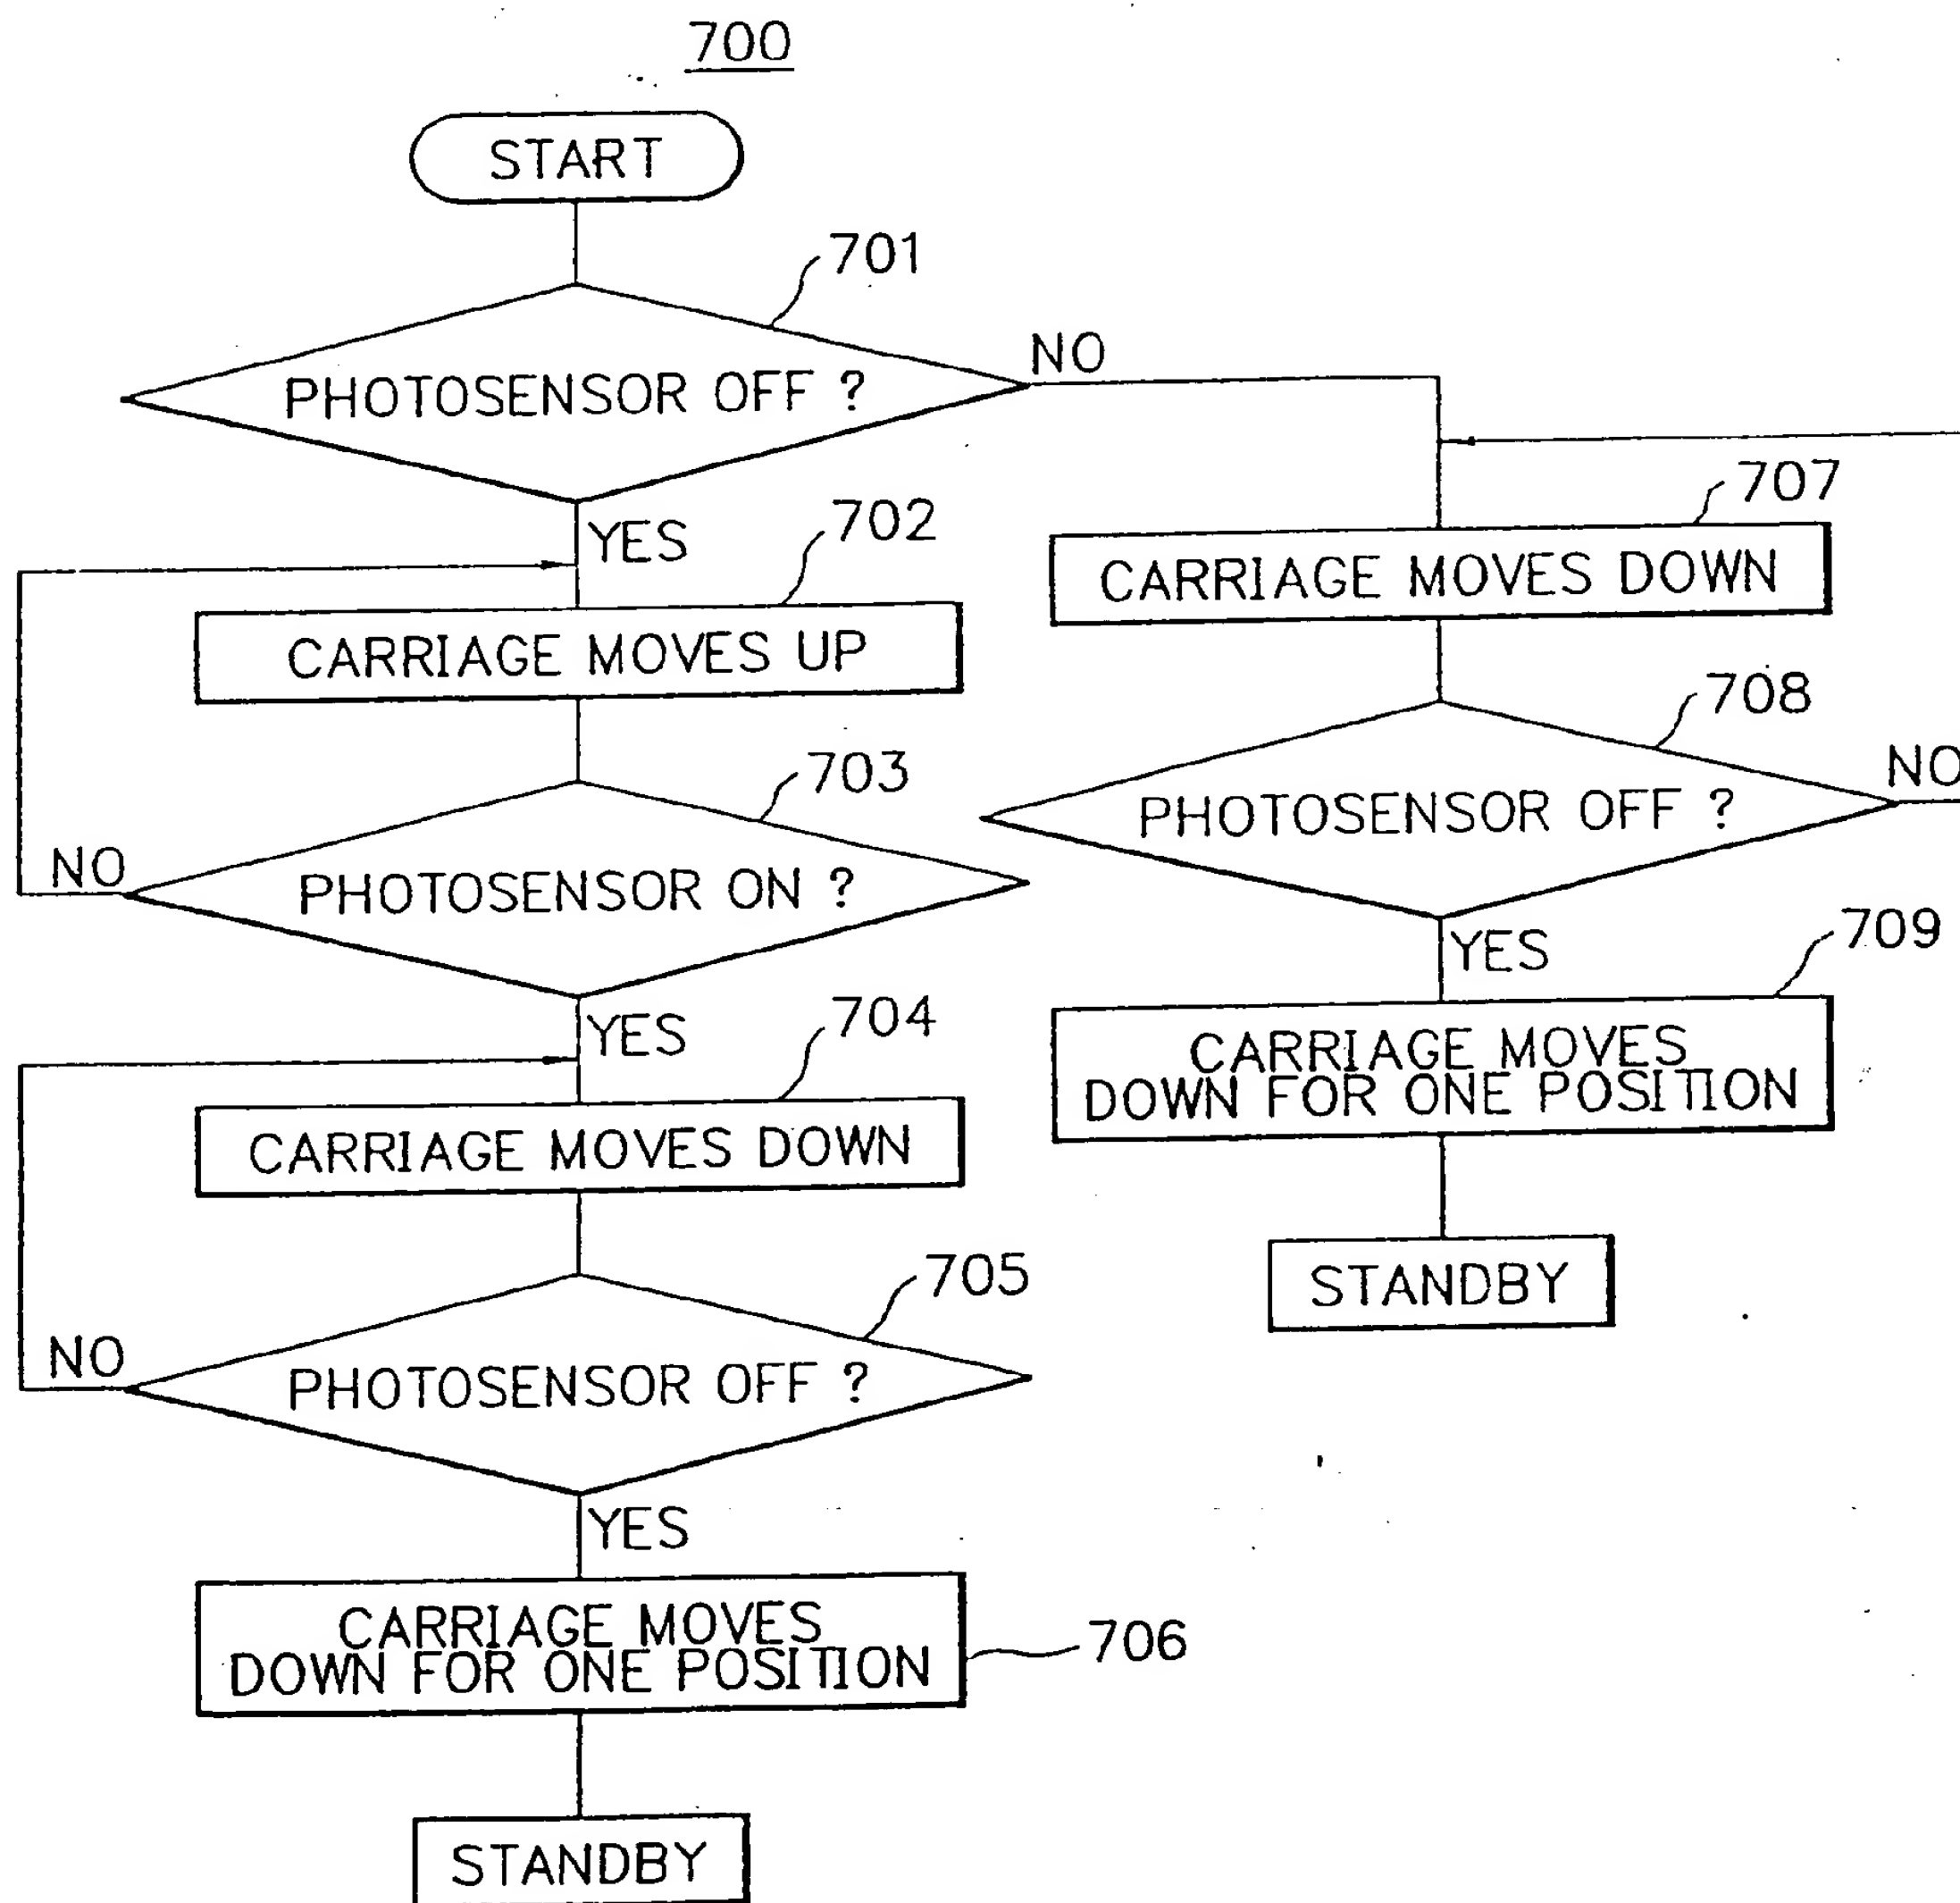 700
START
701
PHOTOSENSOR OFF ?
NO
YES
702
CARRIAGE MOVES UP
703
PHOTOSENSOR ON ?
NO
YES
704
CARRIAGE MOVES DOWN
705
PHOTOSENSOR OFF ?
NO
YES
CARRIAGE MOVES
DOWN FOR ONE POSITION
706
STANDBY
707
CARRIAGE MOVES DOWN
708
PHOTOSENSOR OFF ?
NO
YES
709
CARRIAGE MOVES
DOWN FOR ONE POSITION
STANDBY